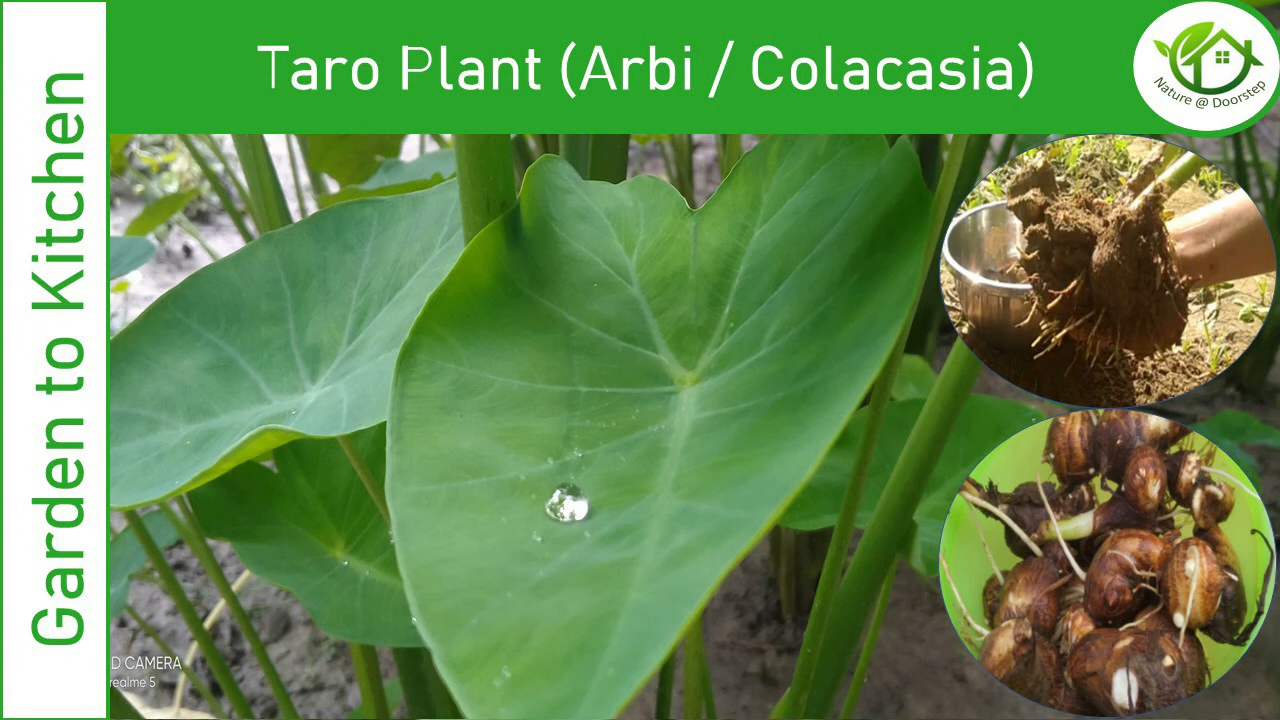 Taro Plant (Arbi / Colacasia)
Nature @ Doorstep
Garden to Kitchen
D CAMERA
realme 5